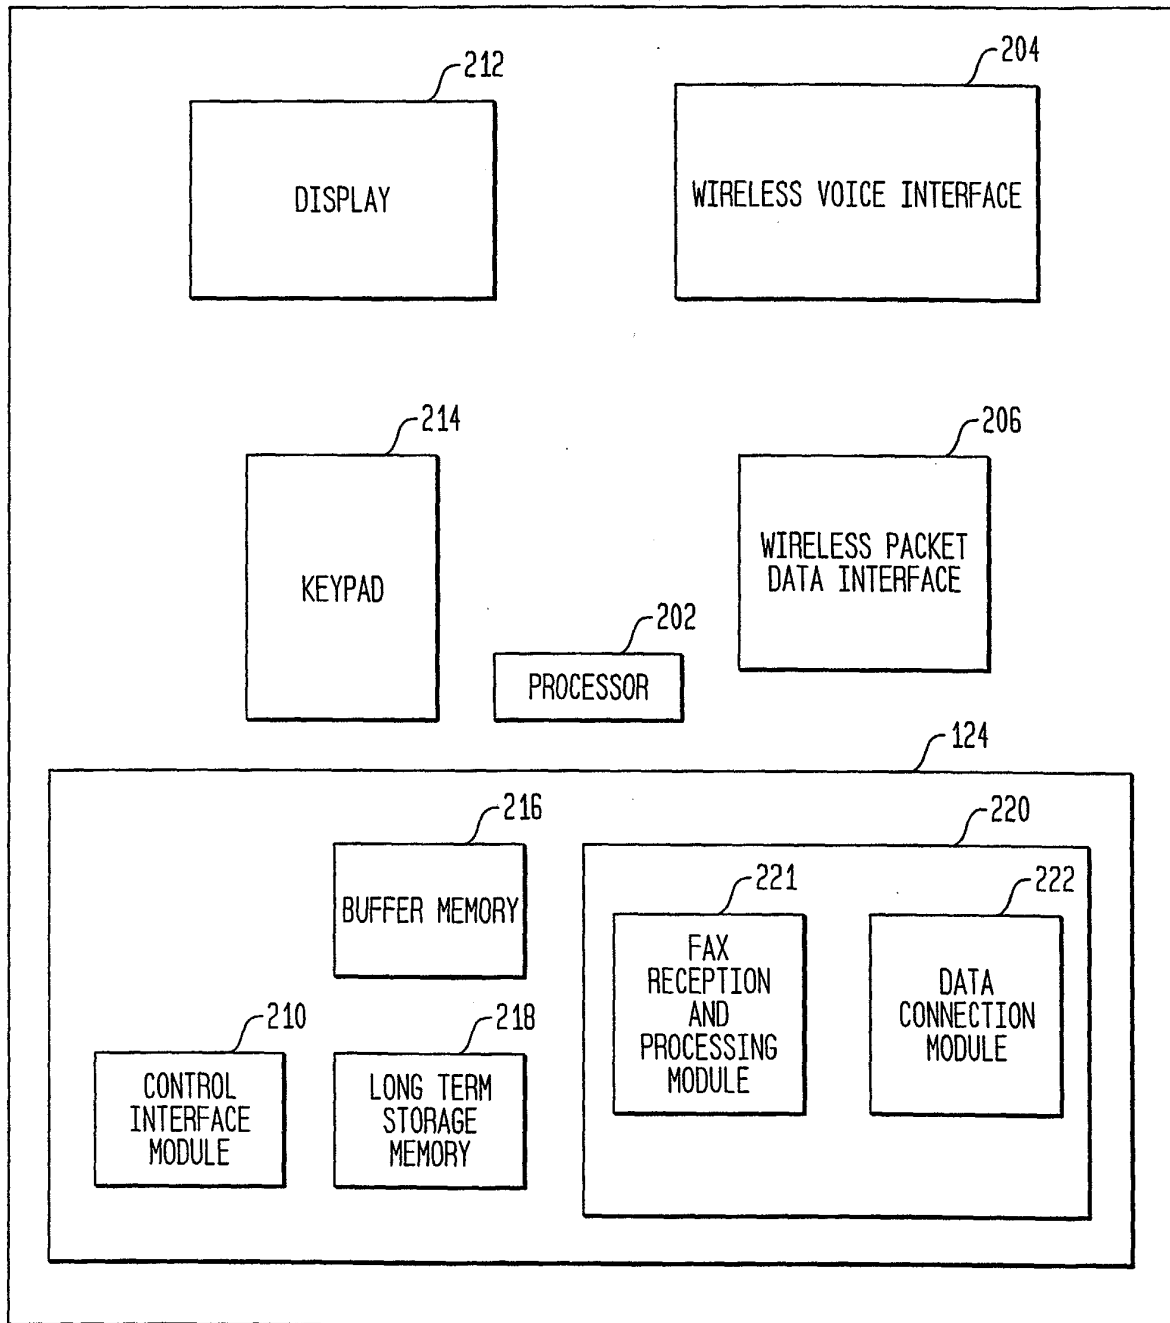 212
204
DISPLAY
WIRELESS VOICE INTERFACE
214
206
KEYPAD
WIRELESS PACKET
DATA INTERFACE
202
PROCESSOR
124
216
BUFFER MEMORY
220
221
FAX
RECEPTION
AND
PROCESSING
MODULE
222
DATA
CONNECTION
MODULE
210
CONTROL
INTERFACE
MODULE
218
LONG TERM
STORAGE
MEMORY